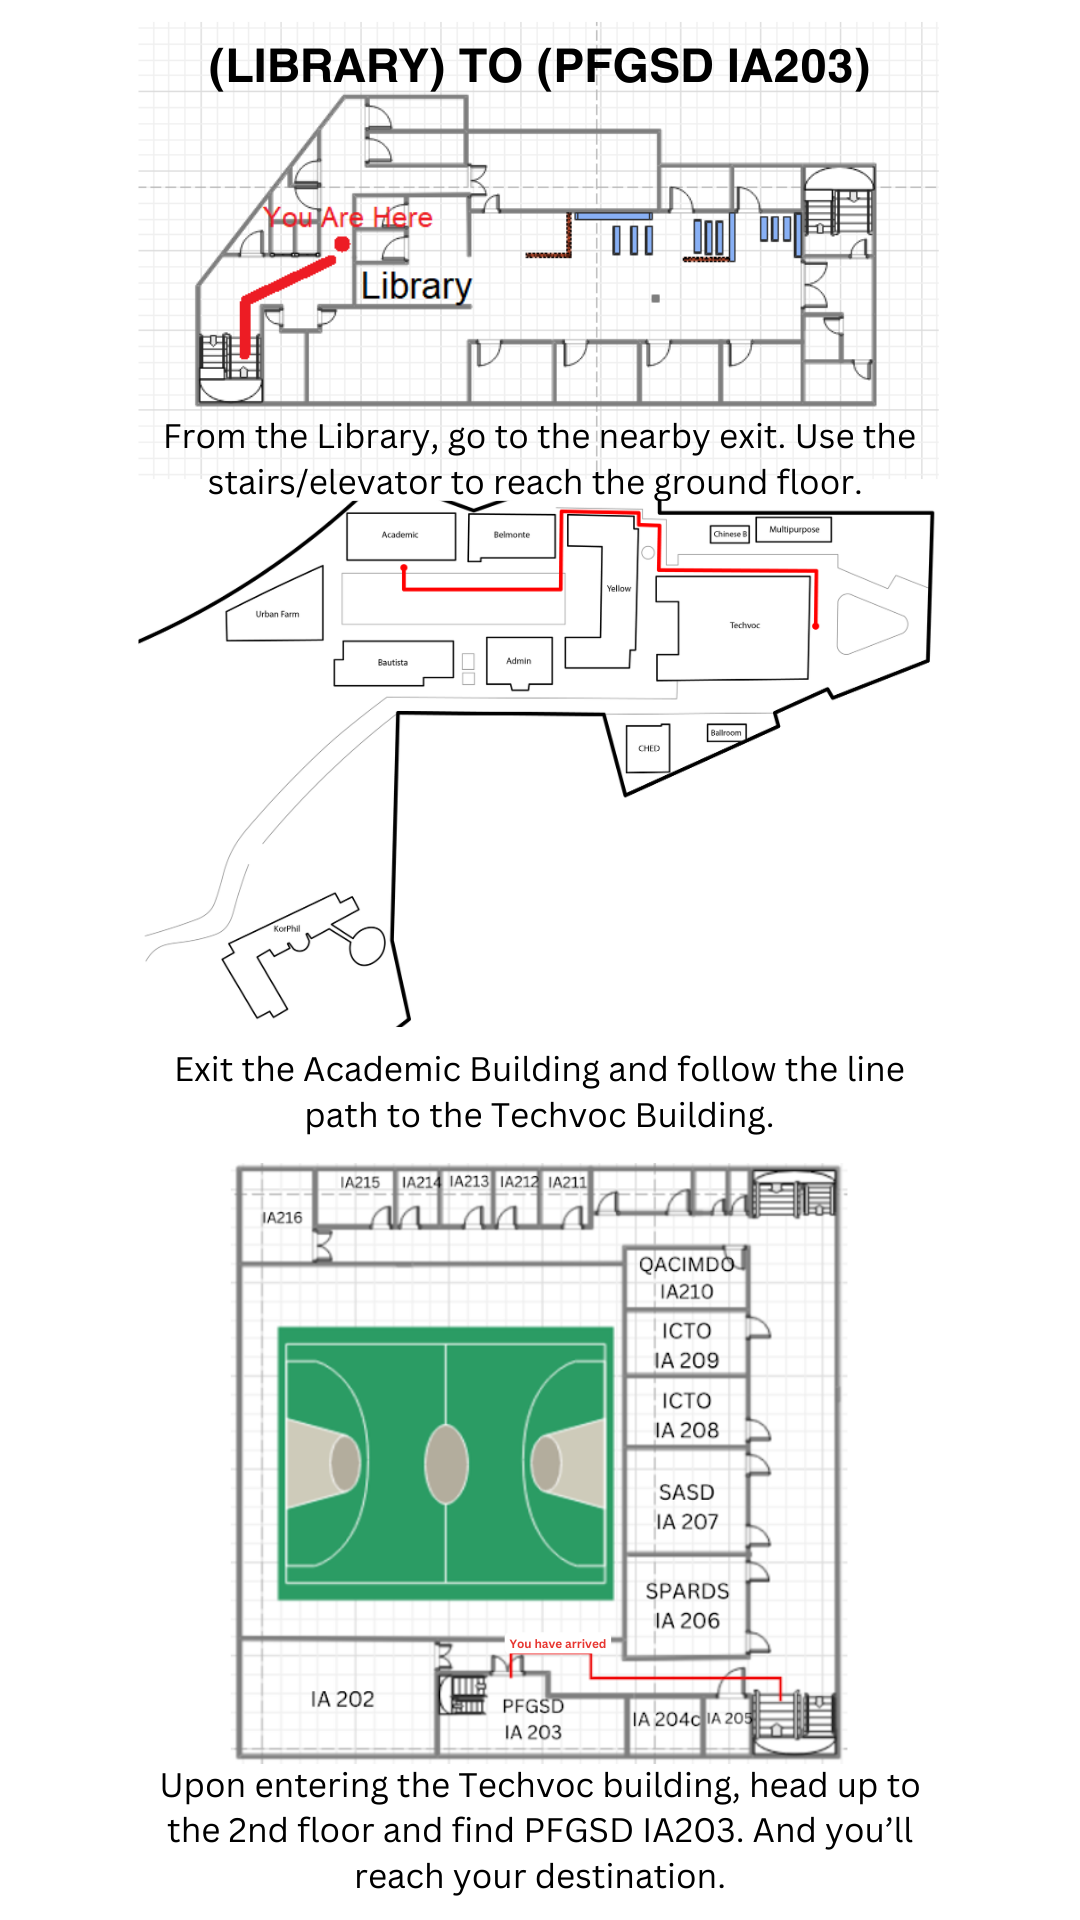 (LIBRARY) TO (PFGSD IA203)
You Are Here
Library
From the Library, go to the nearby exit. Use the
stairs/elevator to reach the ground floor.
Academic
Belmonte
Chinese B
Multipurpose
Yellow
Urban Farm
Techvoc
Bautista
Admin
CHED
Ballroom
KorPhil
Exit the Academic Building and follow the line
path to the Techvoc Building.
IA215
IA214
IA213
IA212
IA211
IA216
QACIMDO
IA210
ICTO
IA 209
ICTO
IA 208
SASD
IA 207
SPARDS
IA 206
You have arrived
IA 202
PFGSD
IA 203
IA 204c
IA 205
Upon entering the Techvoc building, head up to
the 2nd floor and find PFGSD IA203. And you’ll
reach your destination.